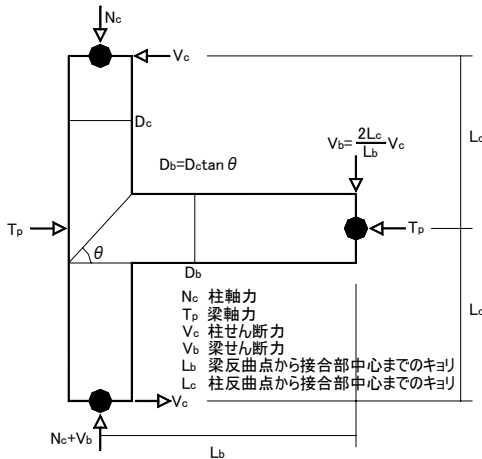 Nc
Vc
Dc
Lc
Vb=2Lc/Lb Vc
Db=Dctanθ
Tp
Tp
θ
Db
Nc 柱軸力
Tp 梁軸力
Vc 柱せん断力
Vb 梁せん断力
Lb 梁反曲点から接合部中心までのキョリ
Lc 柱反曲点から接合部中心までのキョリ
Lc
Vc
Nc+Vb
Lb